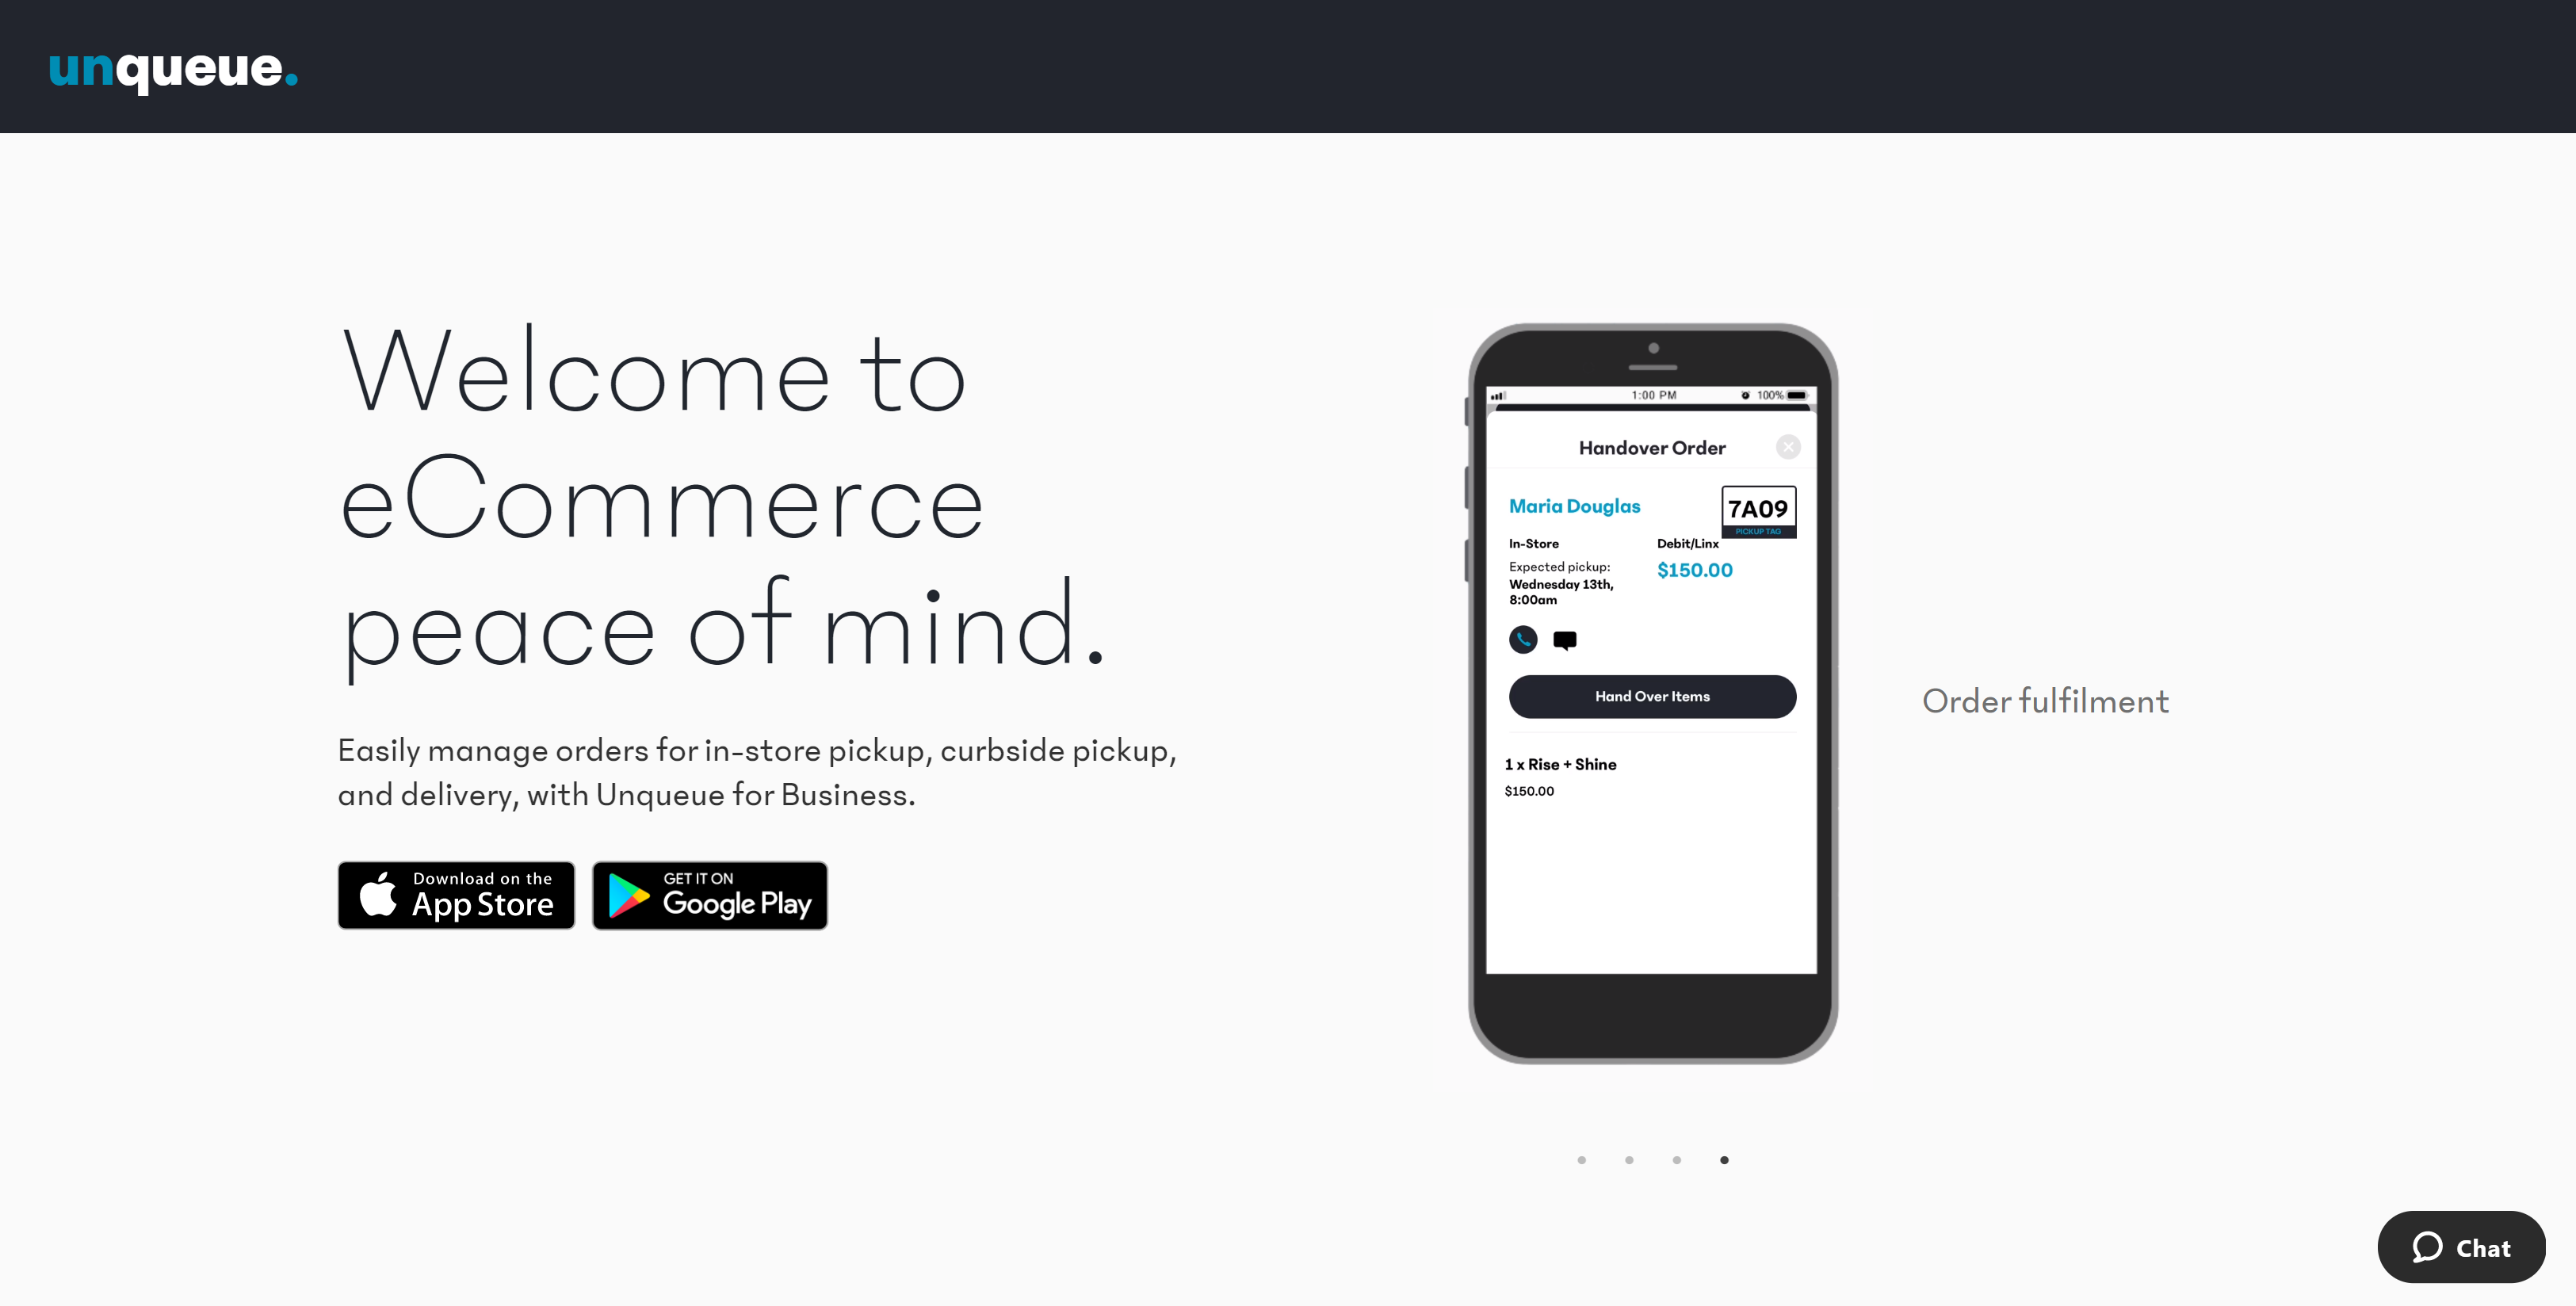 unqueue.
Welcome to
eCommerce
peace of mind.
Easily manage orders for in-store pickup, curbside pickup,
and delivery, with Unqueue for Business.
Download on the
App Store
GET IT ON
Google Play
1:00 PM
100%
Handover Order
Maria Douglas
7A09
PICKUP TAG
In-Store
Debit/Linx
Expected pickup:
$150.00
Wednesday 13th,
8:00am
Hand Over Items
1 x Rise + Shine
$150.00
Order fulfilment
Chat